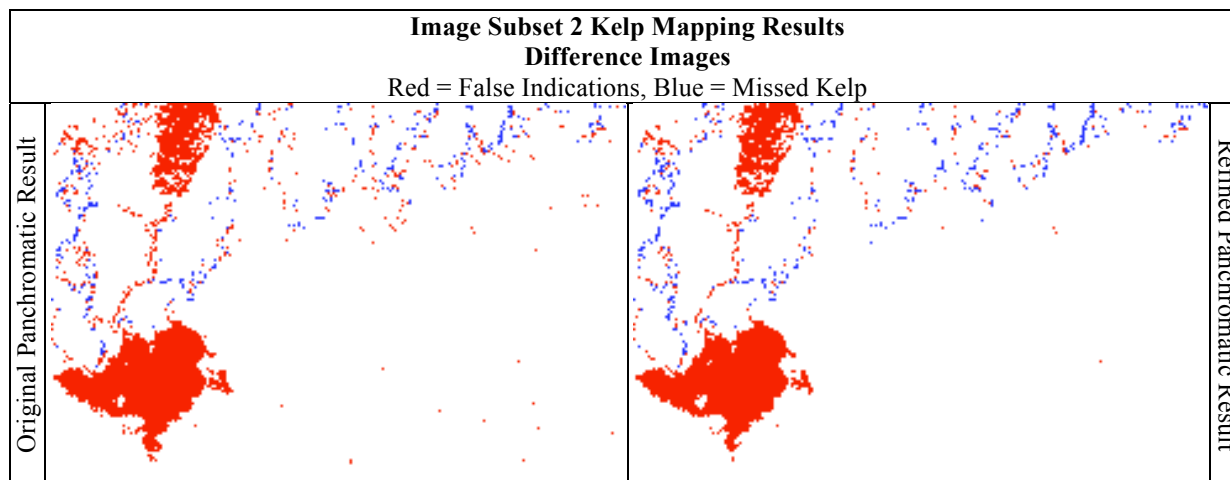 Image Subset 2 Kelp Mapping Results
Difference Images
Red = False Indications, Blue = Missed Kelp
Original Panchromatic Result
Refined Panchromatic Result